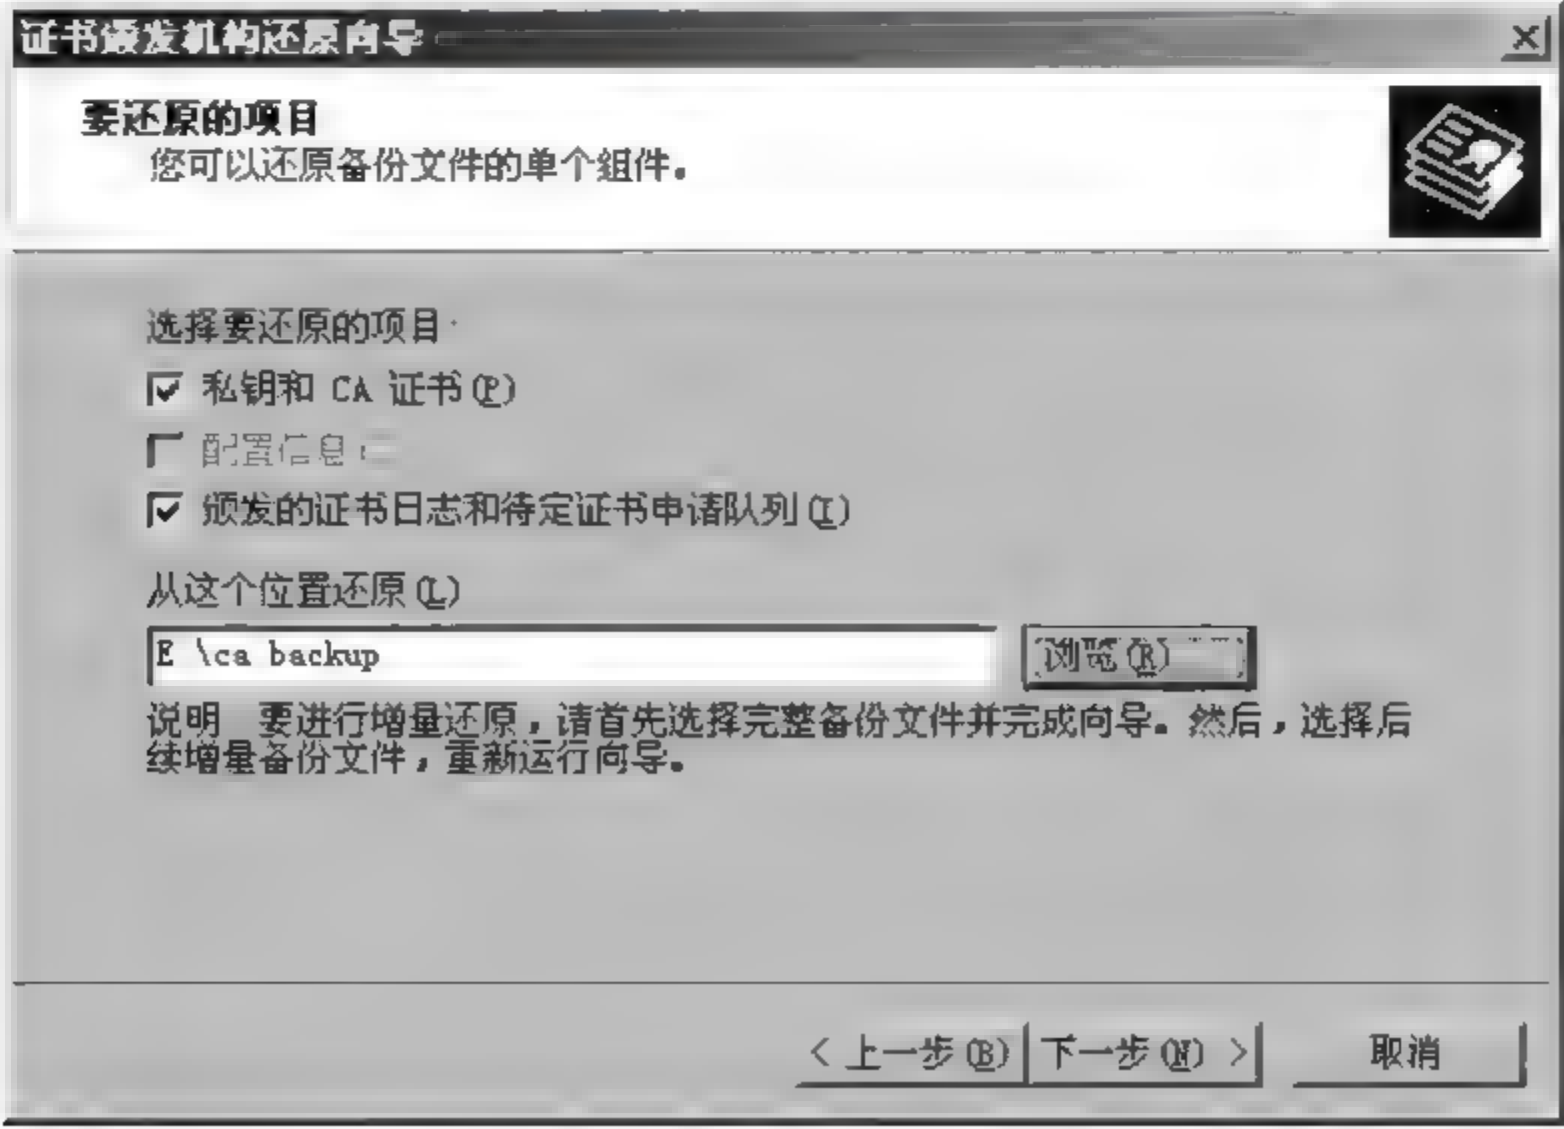 证书颁发机构还原向导
要还原的项目
您可以还原备份文件的单个组件。
选择要还原的项目
私钥和 CA 证书(P)
配置信息
颁发的证书日志和待定证书申请队列(I)
从这个位置还原(L)
E \ca backup
浏览(R)
说明 要进行增量还原，请首先选择完整备份文件并完成向导。然后，选择后
续增量备份文件，重新运行向导。
< 上一步(B) 下一步(N) > 取消